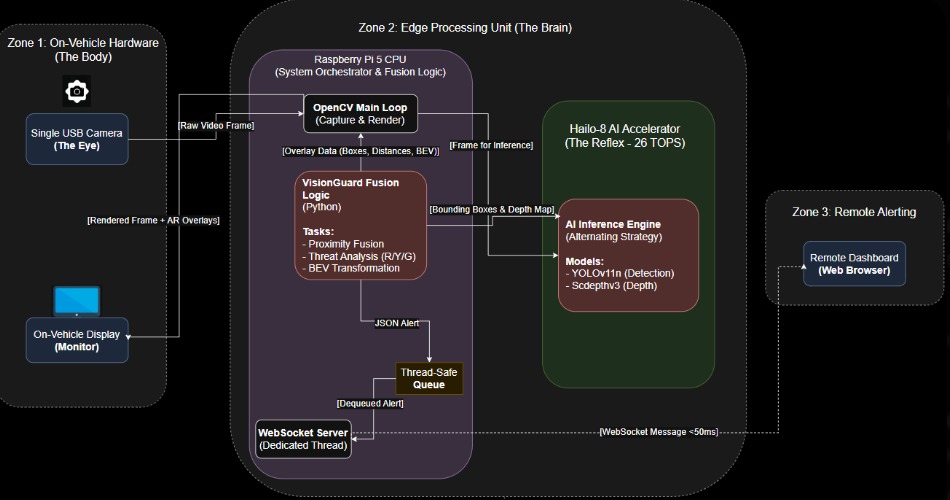 Zone 2: Edge Processing Unit (The Brain)
Zone 1: On-Vehicle Hardware
(The Body)
Single USB Camera
(The Eye)
[Raw Video Frame]
[Rendered Frame + AR Overlays]
On-Vehicle Display
(Monitor)
Raspberry Pi 5 CPU
(System Orchestrator & Fusion Logic)
OpenCV Main Loop
(Capture & Render)
[Overlay Data (Boxes, Distances, BEV)]
[Frame for Inference]
VisionGuard Fusion
Logic
(Python)
Tasks:
- Proximity Fusion
- Threat Analysis (R/Y/G)
- BEV Transformation
[Bounding Boxes & Depth Map]
JSON Alert
Thread-Safe
Queue
[Dequeued Alert]
WebSocket Server
(Dedicated Thread)
Hailo-8 AI Accelerator
(The Reflex - 26 TOPS)
AI Inference Engine
(Alternating Strategy)
Models:
- YOLOv11n (Detection)
- Scdepthv3 (Depth)
[WebSocket Message <50ms]
Zone 3: Remote Alerting
Remote Dashboard
(Web Browser)